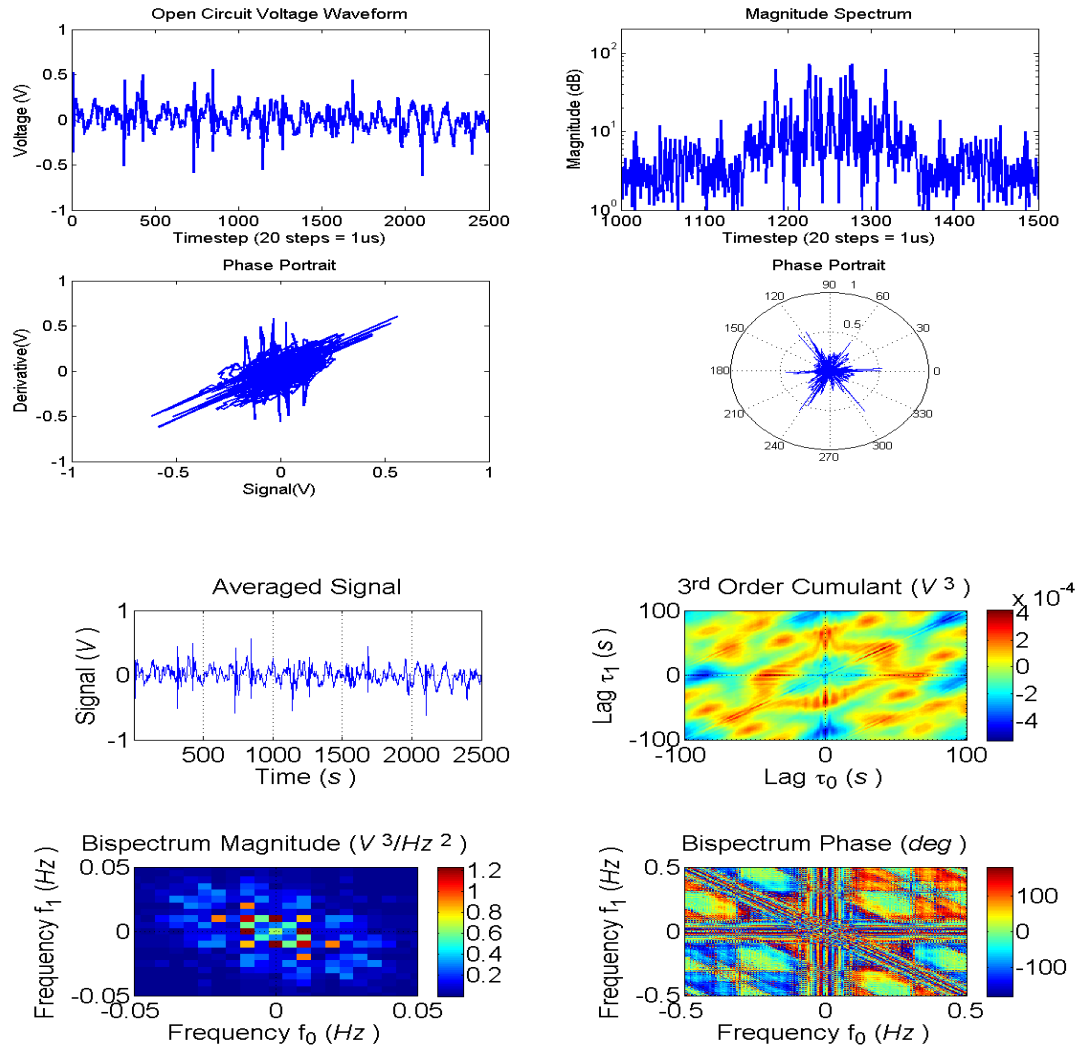 Open Circuit Voltage Waveform
1
0.5
0
-0.5
-1
Voltage (V)
0 500 1000 1500 2000 2500
Timestep (20 steps = 1us)
Magnitude Spectrum
10^2
10^1
10^0
Magnitude (dB)
1000 1100 1200 1300 1400 1500
Timestep (20 steps = 1us)
Phase Portrait
1
0.5
0
-0.5
-1
Derivative(V)
-1 -0.5 0 0.5 1
Signal(V)
Phase Portrait
90 1
120 60
0.5
150 30
180 0
210 330
240 300
270
Averaged Signal
1
0
-1
Signal (V)
500 1000 1500 2000 2500
Time (s)
3rd Order Cumulant (V 3)
x 10^-4
100
0
-100
Lag τ1 (s)
-100 0 100
Lag τ0 (s)
4
2
0
-2
-4
Bispectrum Magnitude (V 3/Hz 2)
0.05
0
-0.05
Frequency f1 (Hz)
-0.05 0 0.05
Frequency f0 (Hz)
1.2
1
0.8
0.6
0.4
0.2
Bispectrum Phase (deg)
0.5
0
-0.5
Frequency f1 (Hz)
-0.5 0 0.5
Frequency f0 (Hz)
100
0
-100